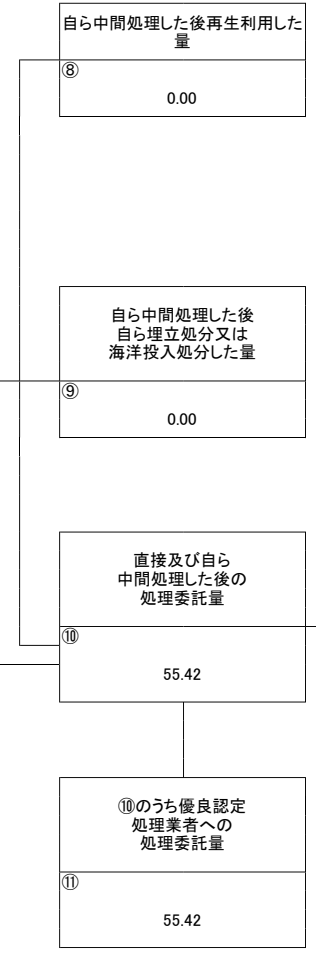 自ら中間処理した後再生利用した
量
⑧
0.00
自ら中間処理した後
自ら埋立処分又は
海洋投入処分した量
⑨
0.00
直接及び自ら
中間処理した後の
処理委託量
⑩
55.42
⑩のうち優良認定
処理業者への
処理委託量
⑪
55.42